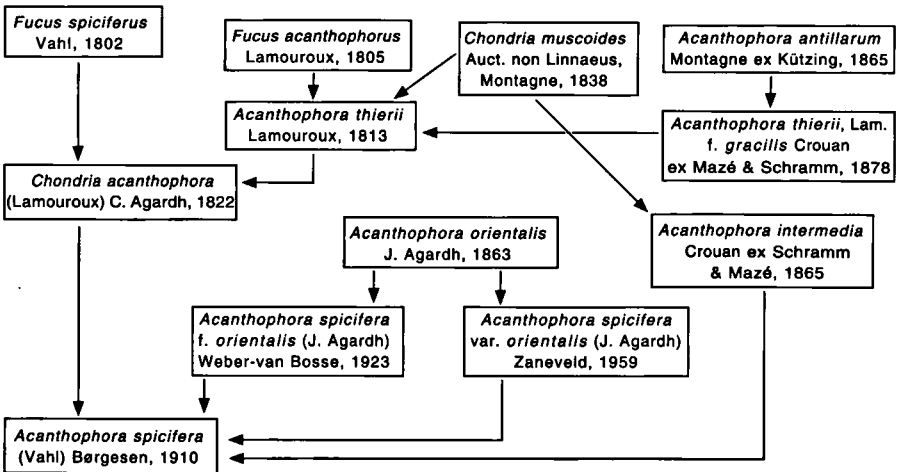 Fucus spiciferus
Vahl, 1802
Fucus acanthophorus
Lamouroux, 1805
Chondria muscoides
Auct. non Linnaeus,
Montagne, 1838
Acanthophora antillarum
Montagne ex Kützing, 1865
Acanthophora thierii
Lamouroux, 1813
Acanthophora thierii, Lam.
f. gracilis Crouan
ex Mazé & Schramm, 1878
Chondria acanthophora
(Lamouroux) C. Agardh, 1822
Acanthophora orientalis
J. Agardh, 1863
Acanthophora intermedia
Crouan ex Schramm
& Mazé, 1865
Acanthophora spicifera
f. orientalis (J. Agardh)
Weber-van Bosse, 1923
Acanthophora spicifera
var. orientalis (J. Agardh)
Zaneveld, 1959
Acanthophora spicifera
(Vahl) Børgesen, 1910